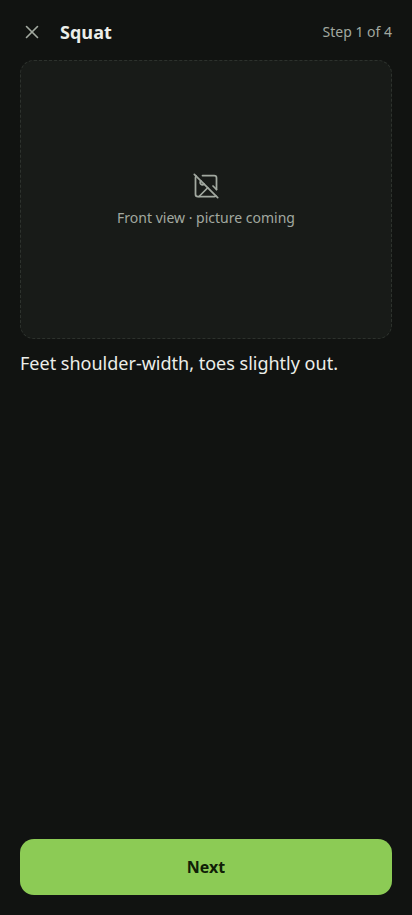 Squat
Step 1 of 4
Front view · picture coming
Feet shoulder-width, toes slightly out.
Next